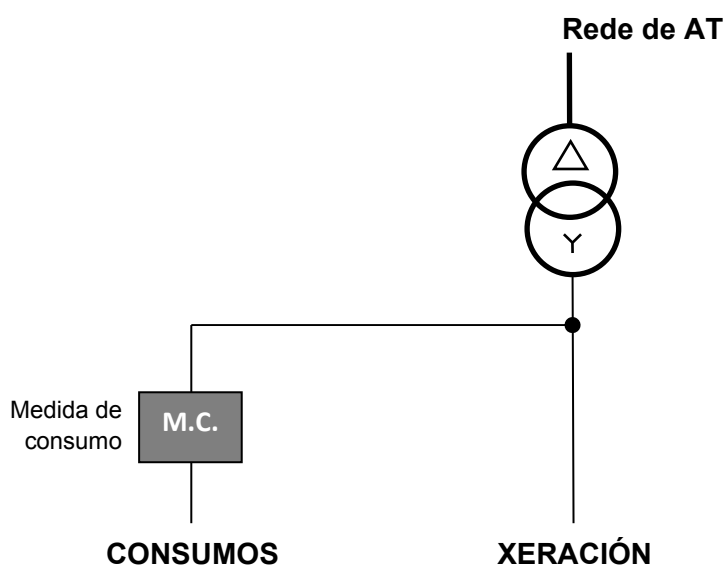 Rede de AT
Medida de
consumo
M.C.
CONSUMOS
XERACIÓN